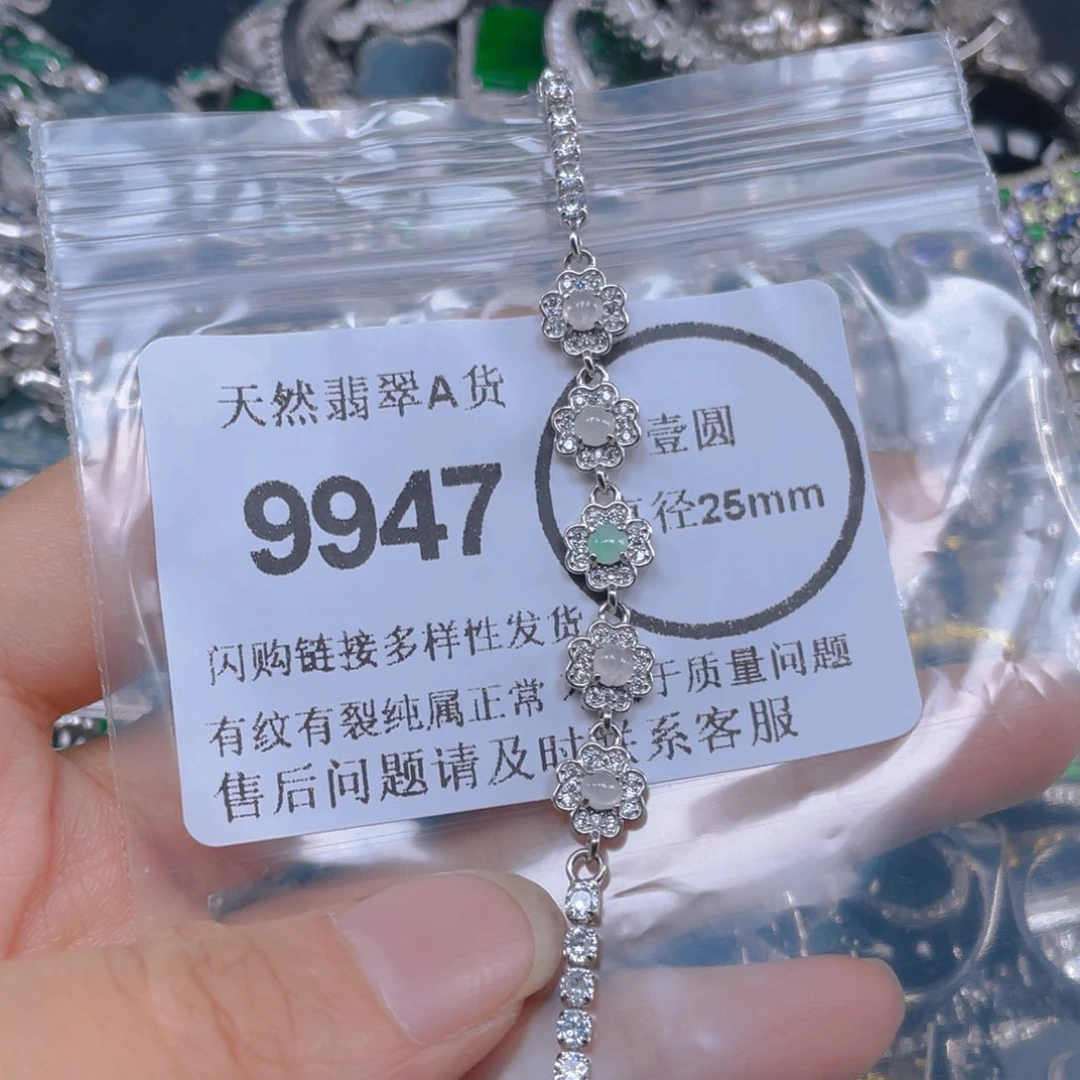 天然翡翠A货
9947
壹圆
径25mm
闪购链接多样性发货
有纹有裂纯属正常 于质量问题
售后问题请及时联系客服